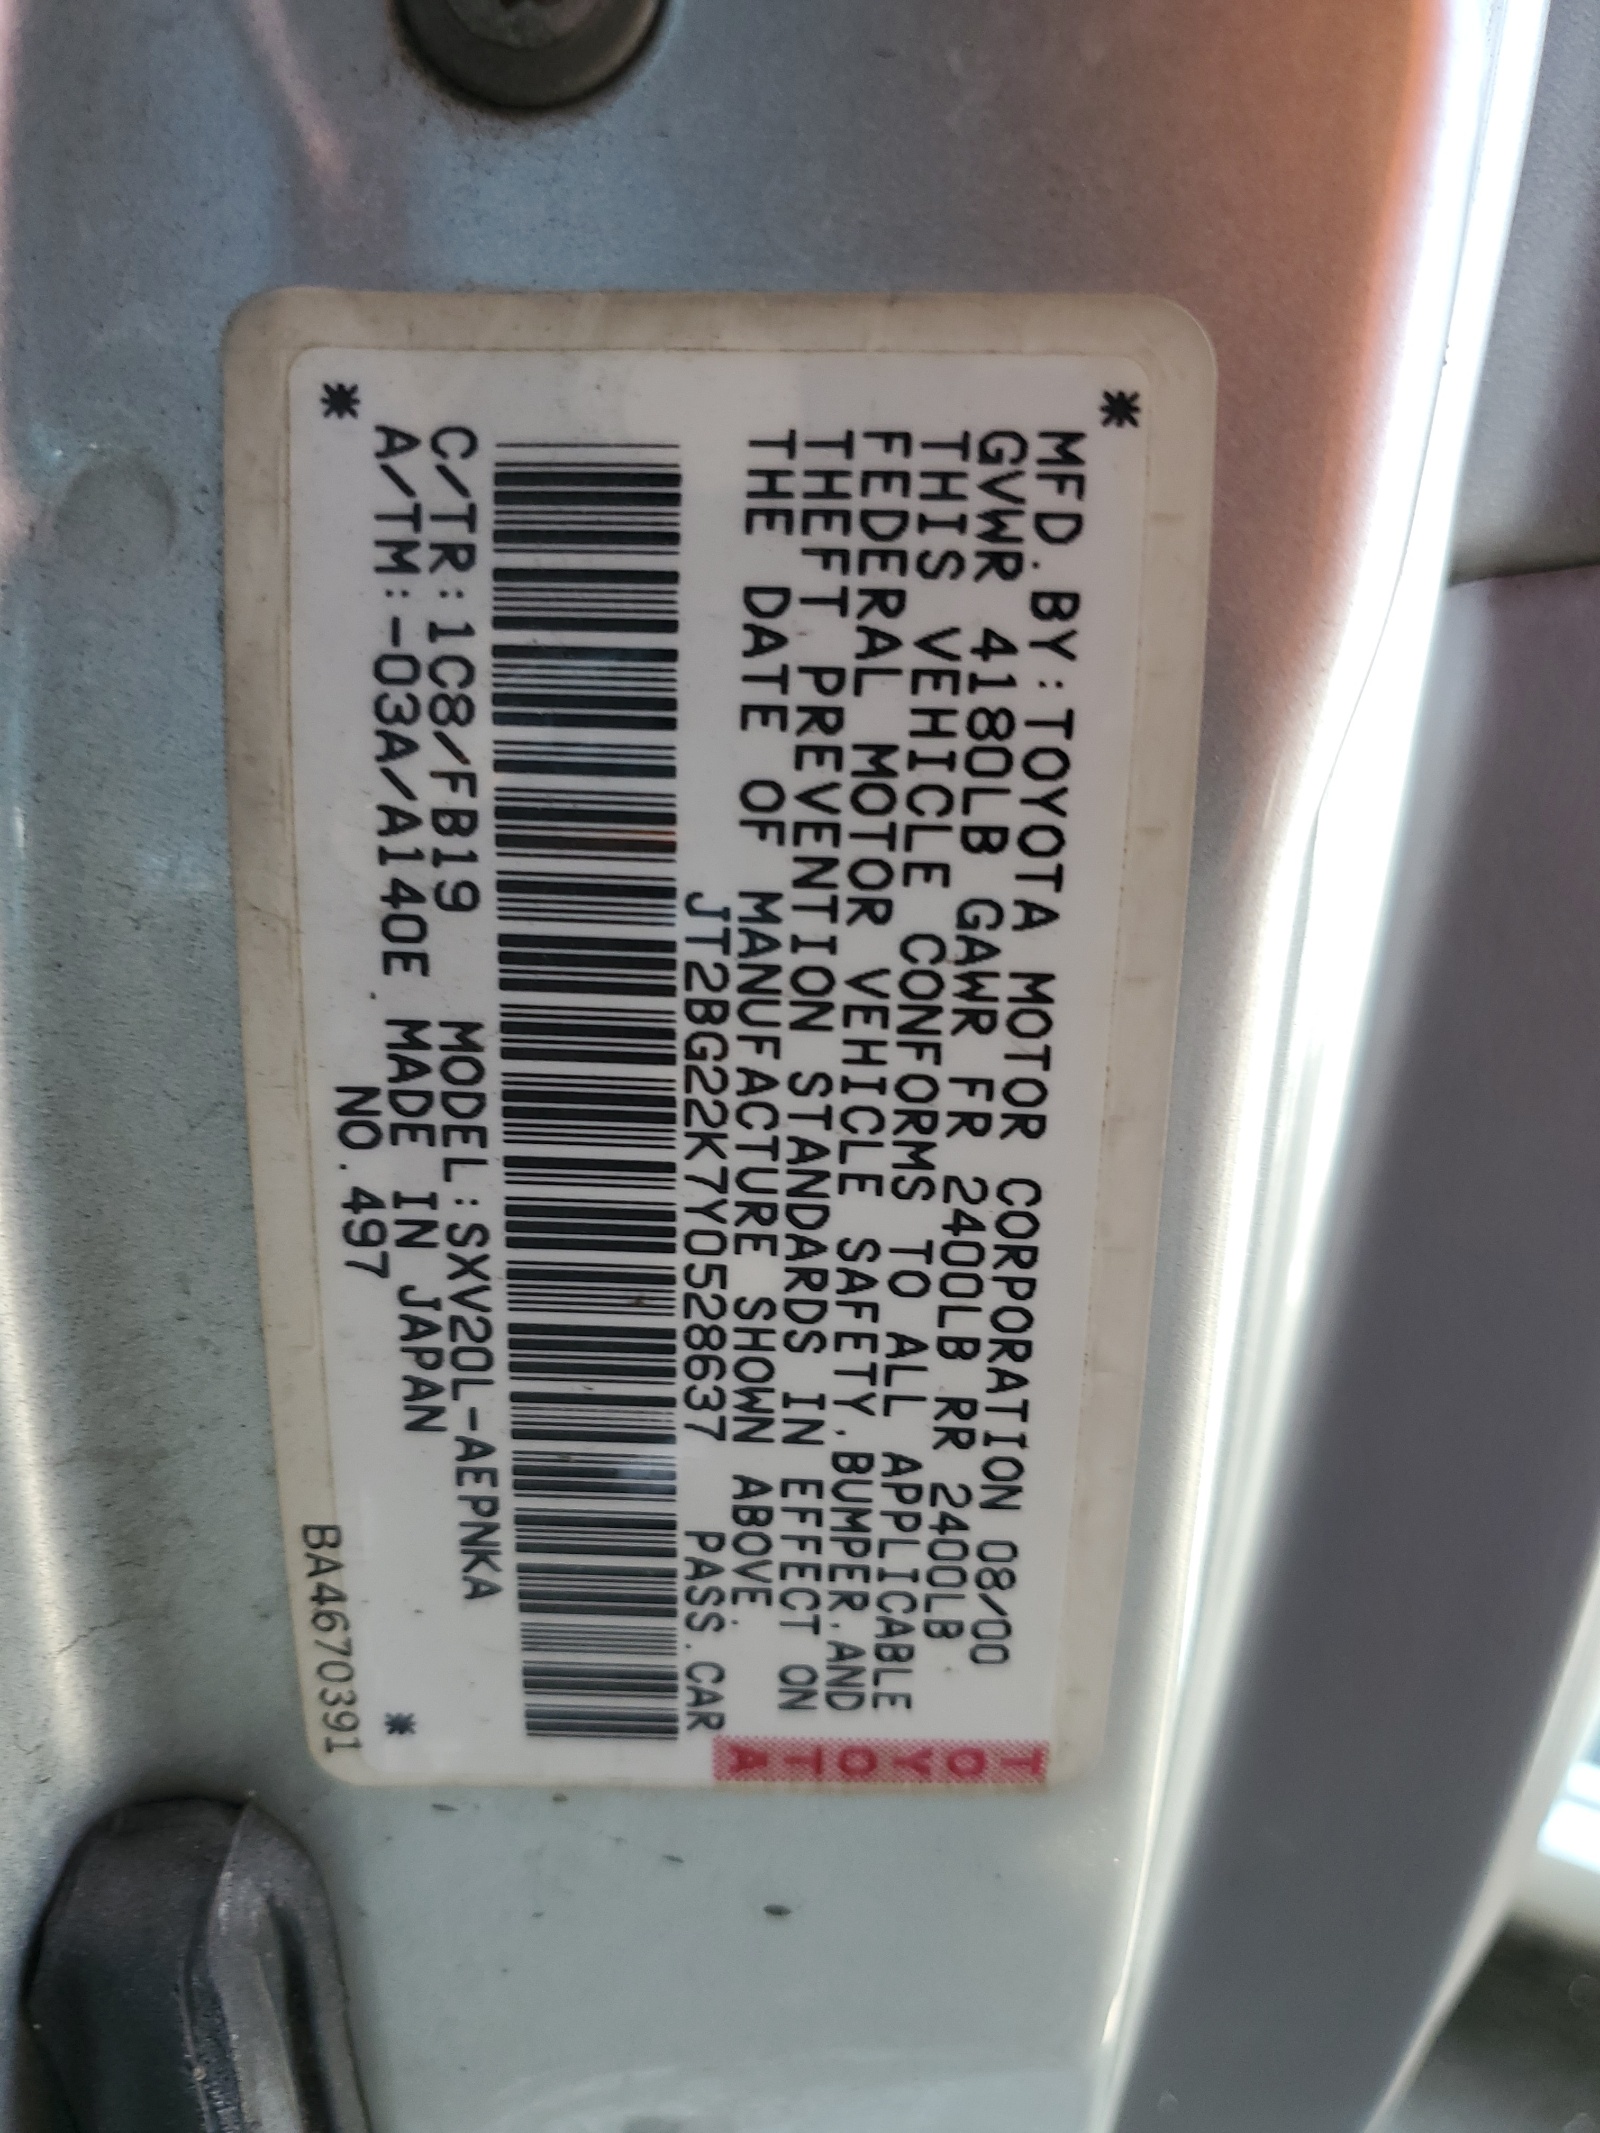 MFD.BY:TOYOTA MOTOR CORPORATION 08/00
GVWR 4180LB GAWR FR 2400LB RR 2400LB
THIS VEHICLE CONFORMS TO ALL APPLICABLE
FEDERAL MOTOR VEHICLE SAFETY,BUMPER,AND
THEFT PREVENTION STANDARDS IN EFFECT ON
THE DATE OF MANUFACTURE SHOWN ABOVE.
JT2BG22K7Y0528637 PASS.CAR
C/TR:1C8/FB19 MODEL:SXV20L-AEPNKA
A/TM:-03A/A140E MADE IN JAPAN
NO.497
BA4670391
TOYOTA